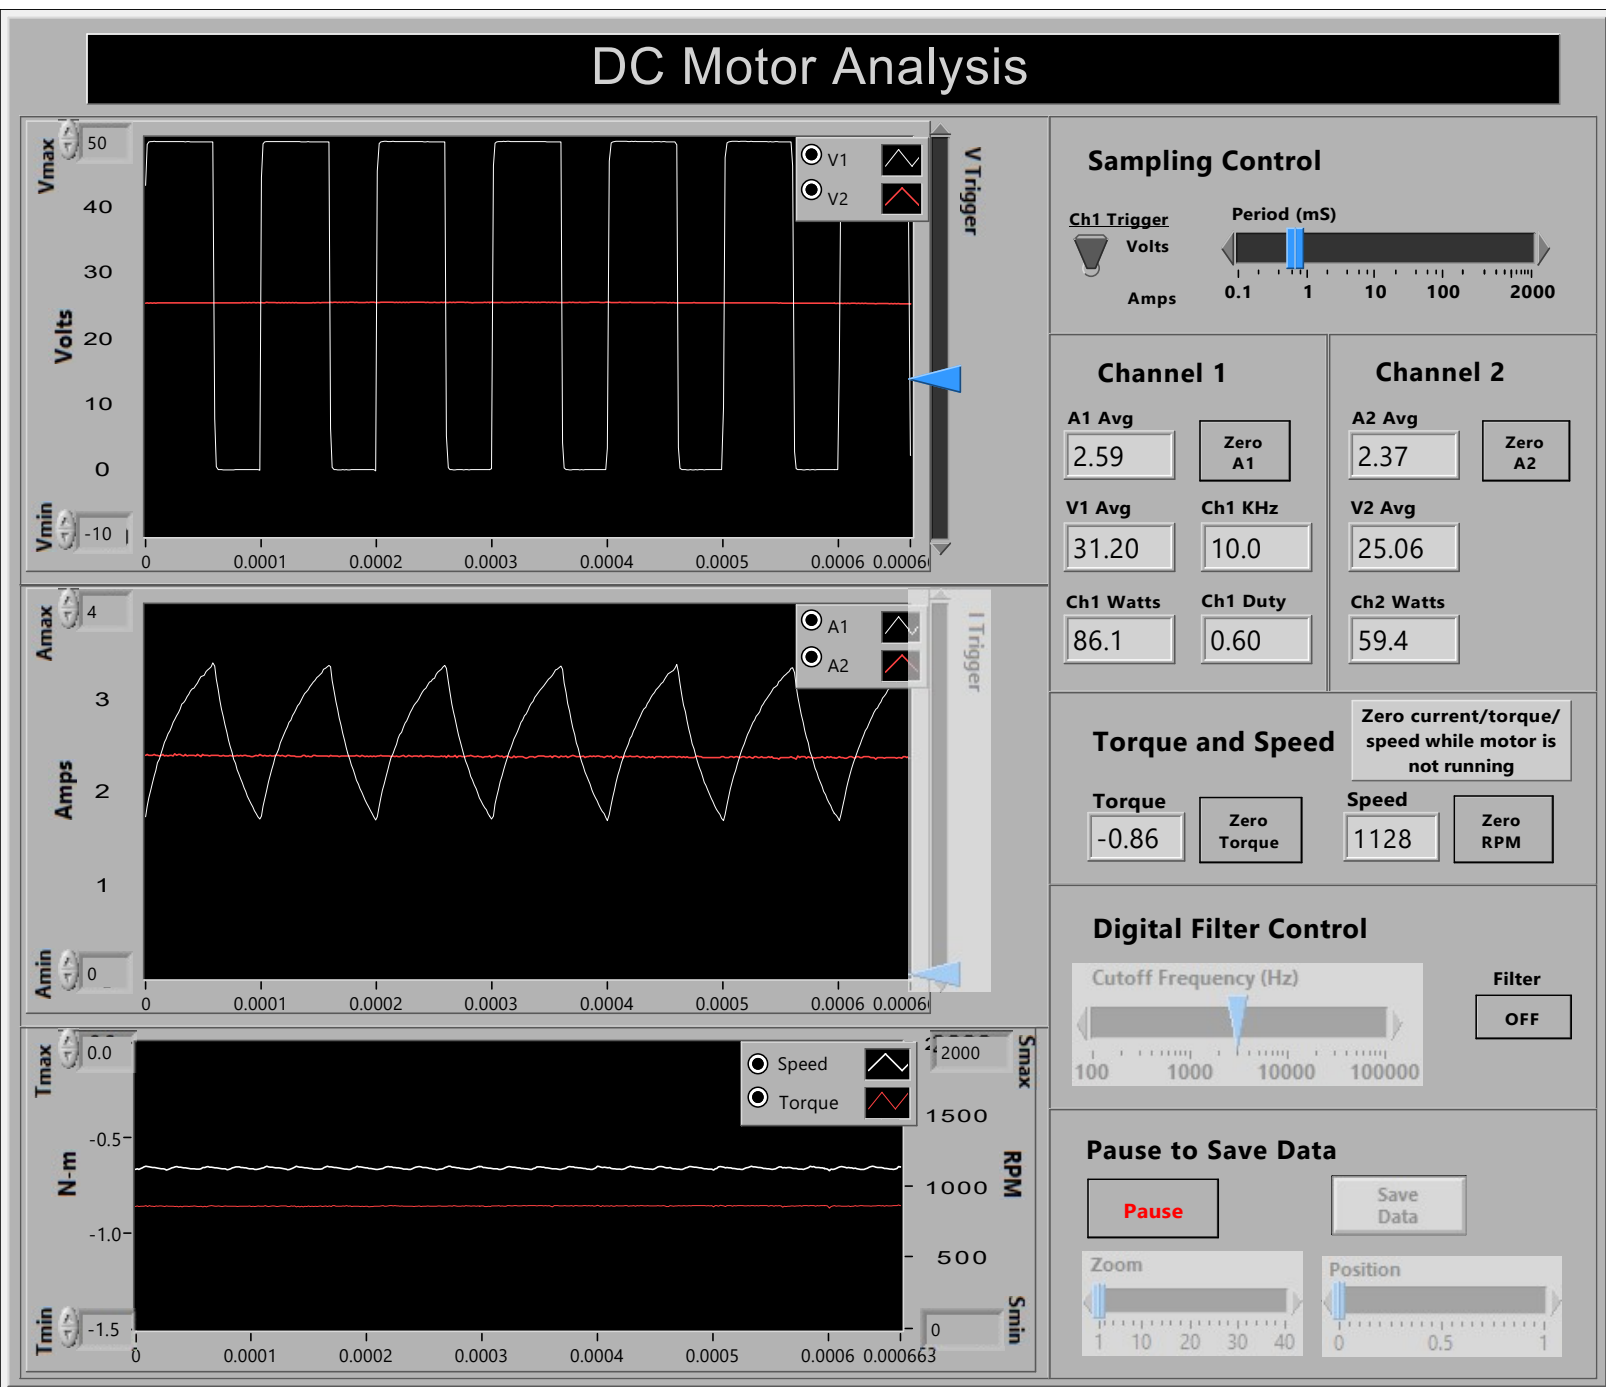 DC Motor Analysis
Vmax
50
40
30
Volts
20
10
0
Vmin
-10
0 0.0001 0.0002 0.0003 0.0004 0.0005 0.0006
V1
V2
V Trigger
Amax
4
3
Amps
2
1
Amin
0
0 0.0001 0.0002 0.0003 0.0004 0.0005 0.0006
A1
A2
I Trigger
Tmax
0.0
-0.5
N-m
-1.0
Tmin
-1.5
0 0.0001 0.0002 0.0003 0.0004 0.0005 0.0006 0.000663
Speed
Torque
2000
Smax
1500
RPM
1000
500
Smin
0
Sampling Control
Ch1 Trigger
Volts
Amps
Period (mS)
0.1 1 10 100 2000
Channel 1
A1 Avg
2.59
Zero
A1
V1 Avg
31.20
Ch1 KHz
10.0
Ch1 Watts
86.1
Ch1 Duty
0.60
Channel 2
A2 Avg
2.37
Zero
A2
V2 Avg
25.06
Ch2 Watts
59.4
Torque and Speed
Zero current/torque/
speed while motor is
not running
Torque
-0.86
Zero
Torque
Speed
1128
Zero
RPM
Digital Filter Control
Cutoff Frequency (Hz)
100 1000 10000 100000
Filter
OFF
Pause to Save Data
Pause
Save
Data
Zoom
1 10 20 30 40
Position
0 0.5 1